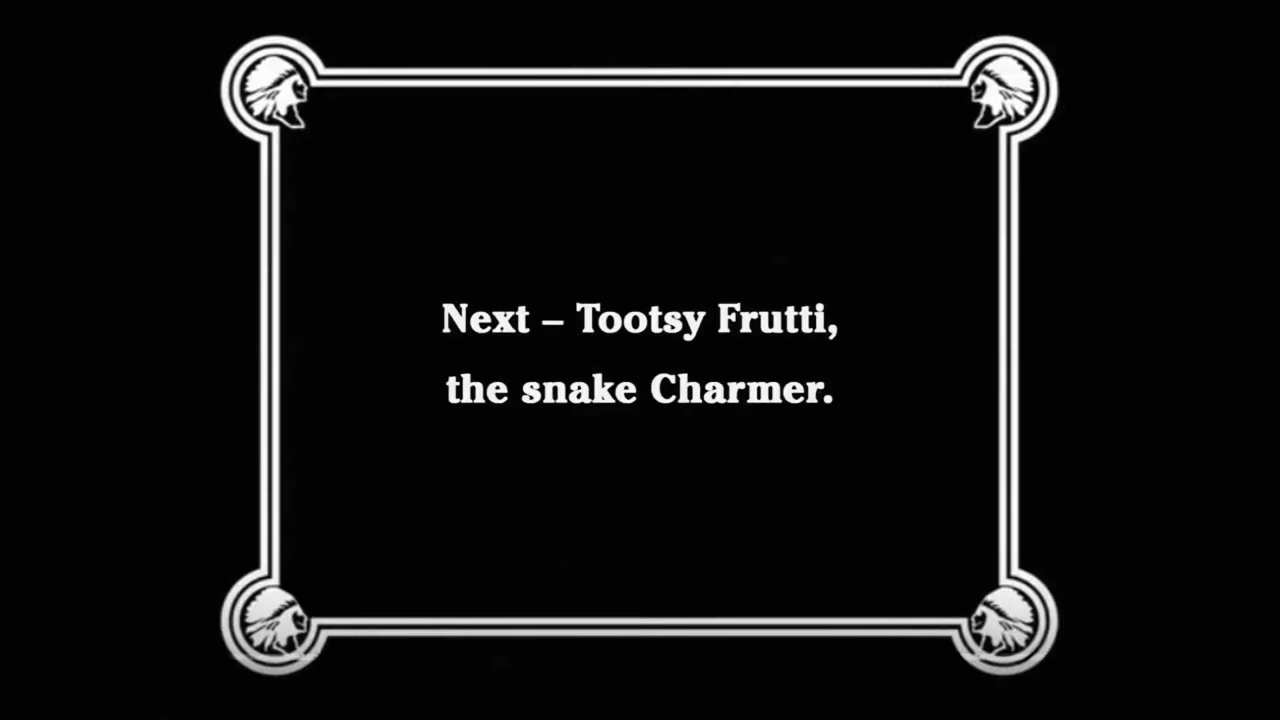 Next – Tootsy Frutti,
the snake Charmer.